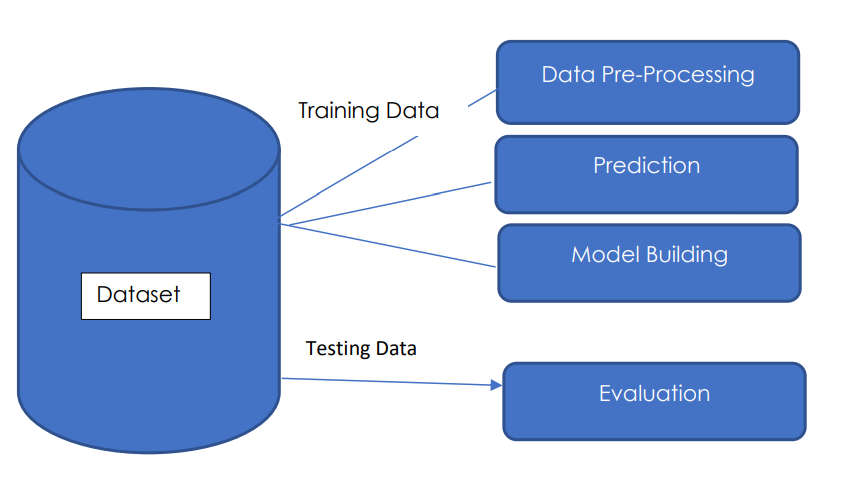 Data Pre-Processing
Training Data
Prediction
Model Building
Dataset
Testing Data
Evaluation